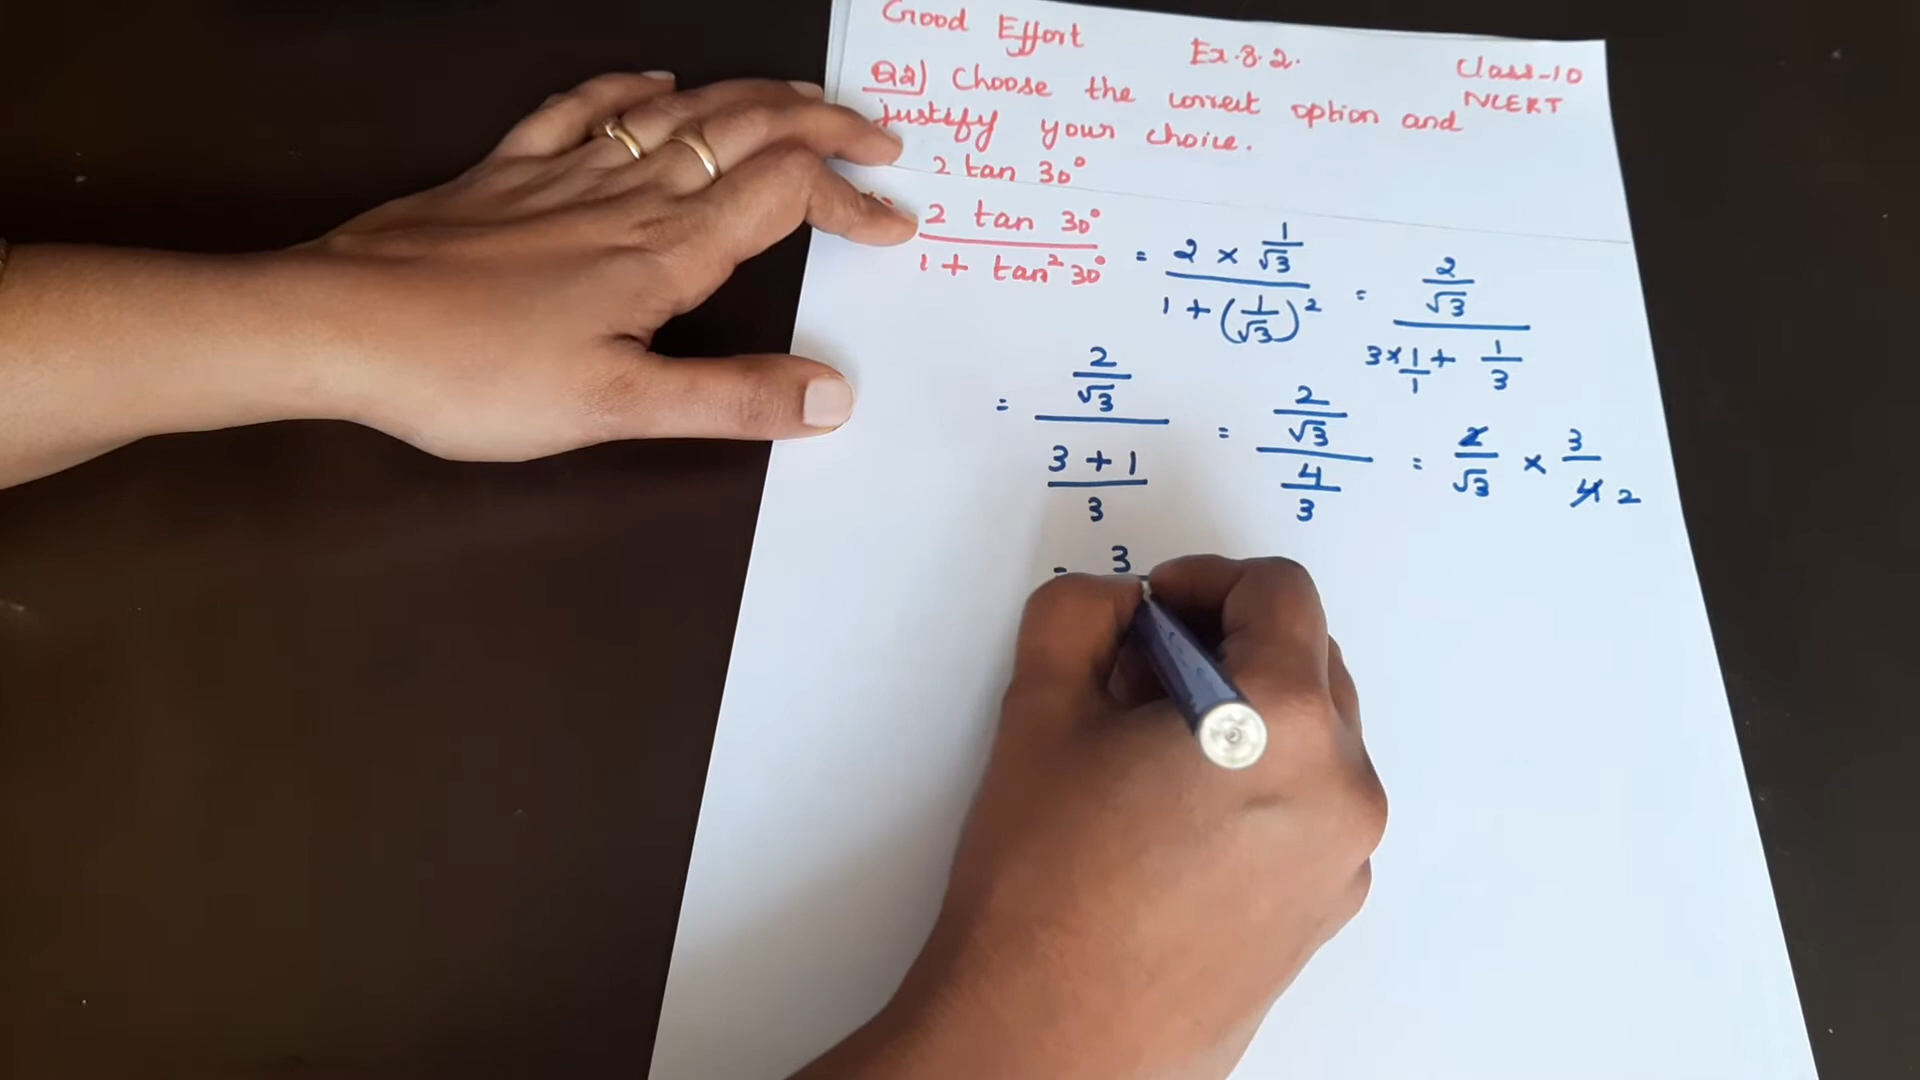 Good Effort Ex.8.2. Class-10
NCERT
Q2) Choose the correct option and
justify your choice.
2 tan 30°
2 tan 30° / 1 + tan² 30° = 2 × 1/√3 / 1 + (1/√3)² = 2/√3 / 3×1/1 + 1/3
= 2/√3 / 3 + 1/3 = 2/√3 / 4/3 = 2/√3 × 3/4 2
= 3